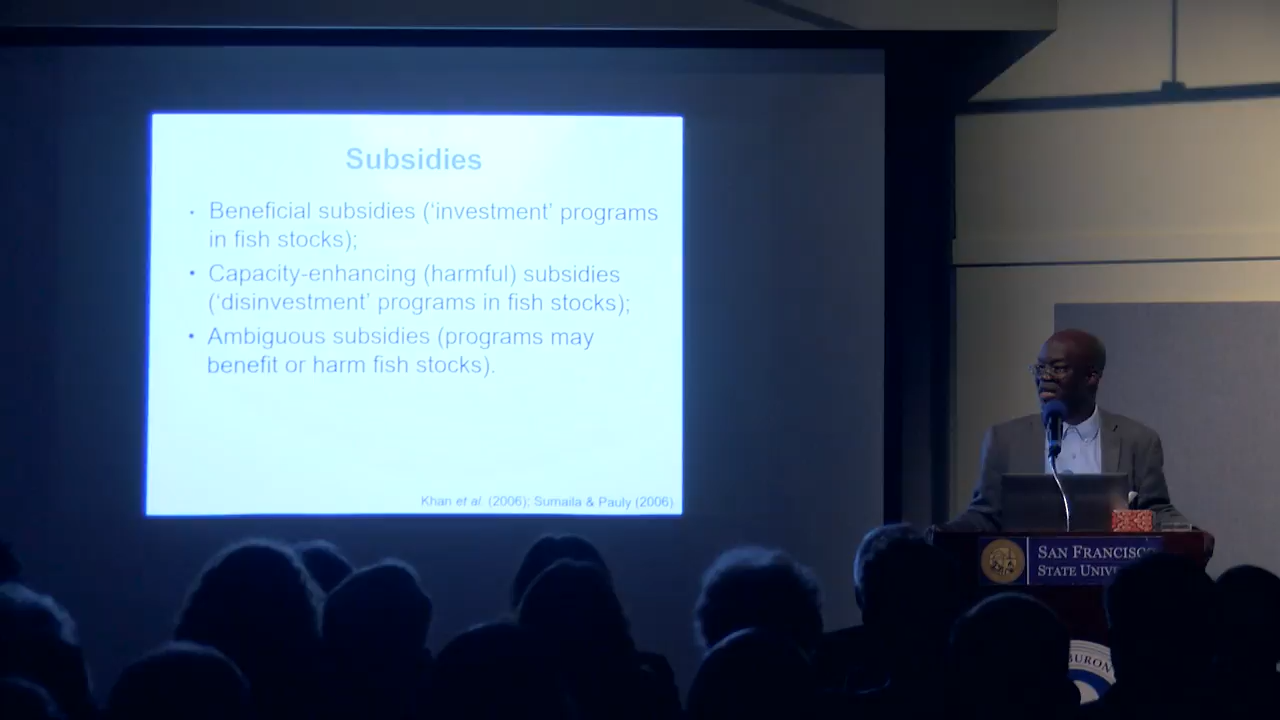 Subsidies
• Beneficial subsidies (‘investment’ programs
in fish stocks);
• Capacity-enhancing (harmful) subsidies
(‘disinvestment’ programs in fish stocks);
• Ambiguous subsidies (programs may
benefit or harm fish stocks).
Khan et al. (2006); Sumaila & Pauly (2006)
SAN FRANCISCO
STATE UNIV
BURON